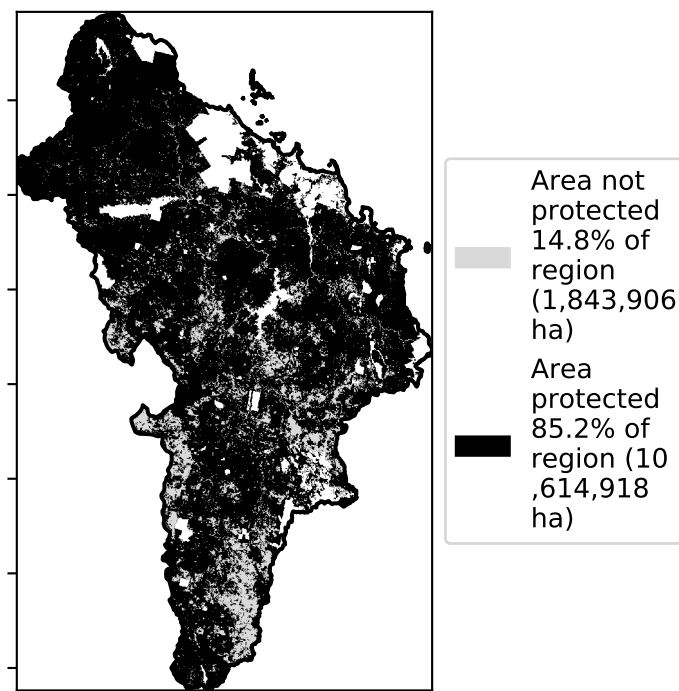 Area not
protected
14.8% of
region
(1,843,906
ha)
Area
protected
85.2% of
region (10
,614,918
ha)